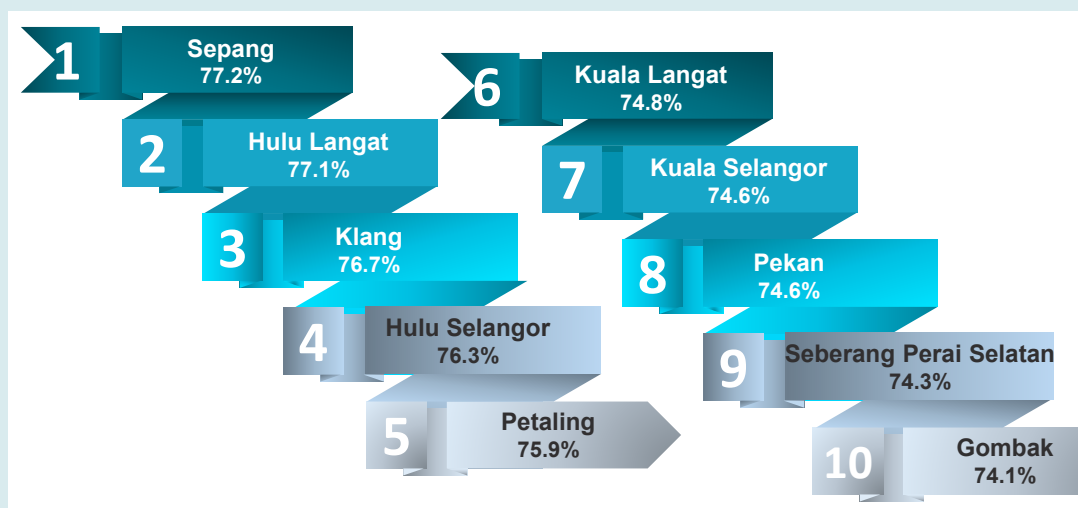 1
Sepang
77.2%
2
Hulu Langat
77.1%
3
Klang
76.7%
4
Hulu Selangor
76.3%
5
Petaling
75.9%
6
Kuala Langat
74.8%
7
Kuala Selangor
74.6%
8
Pekan
74.6%
9
Seberang Perai Selatan
74.3%
10
Gombak
74.1%